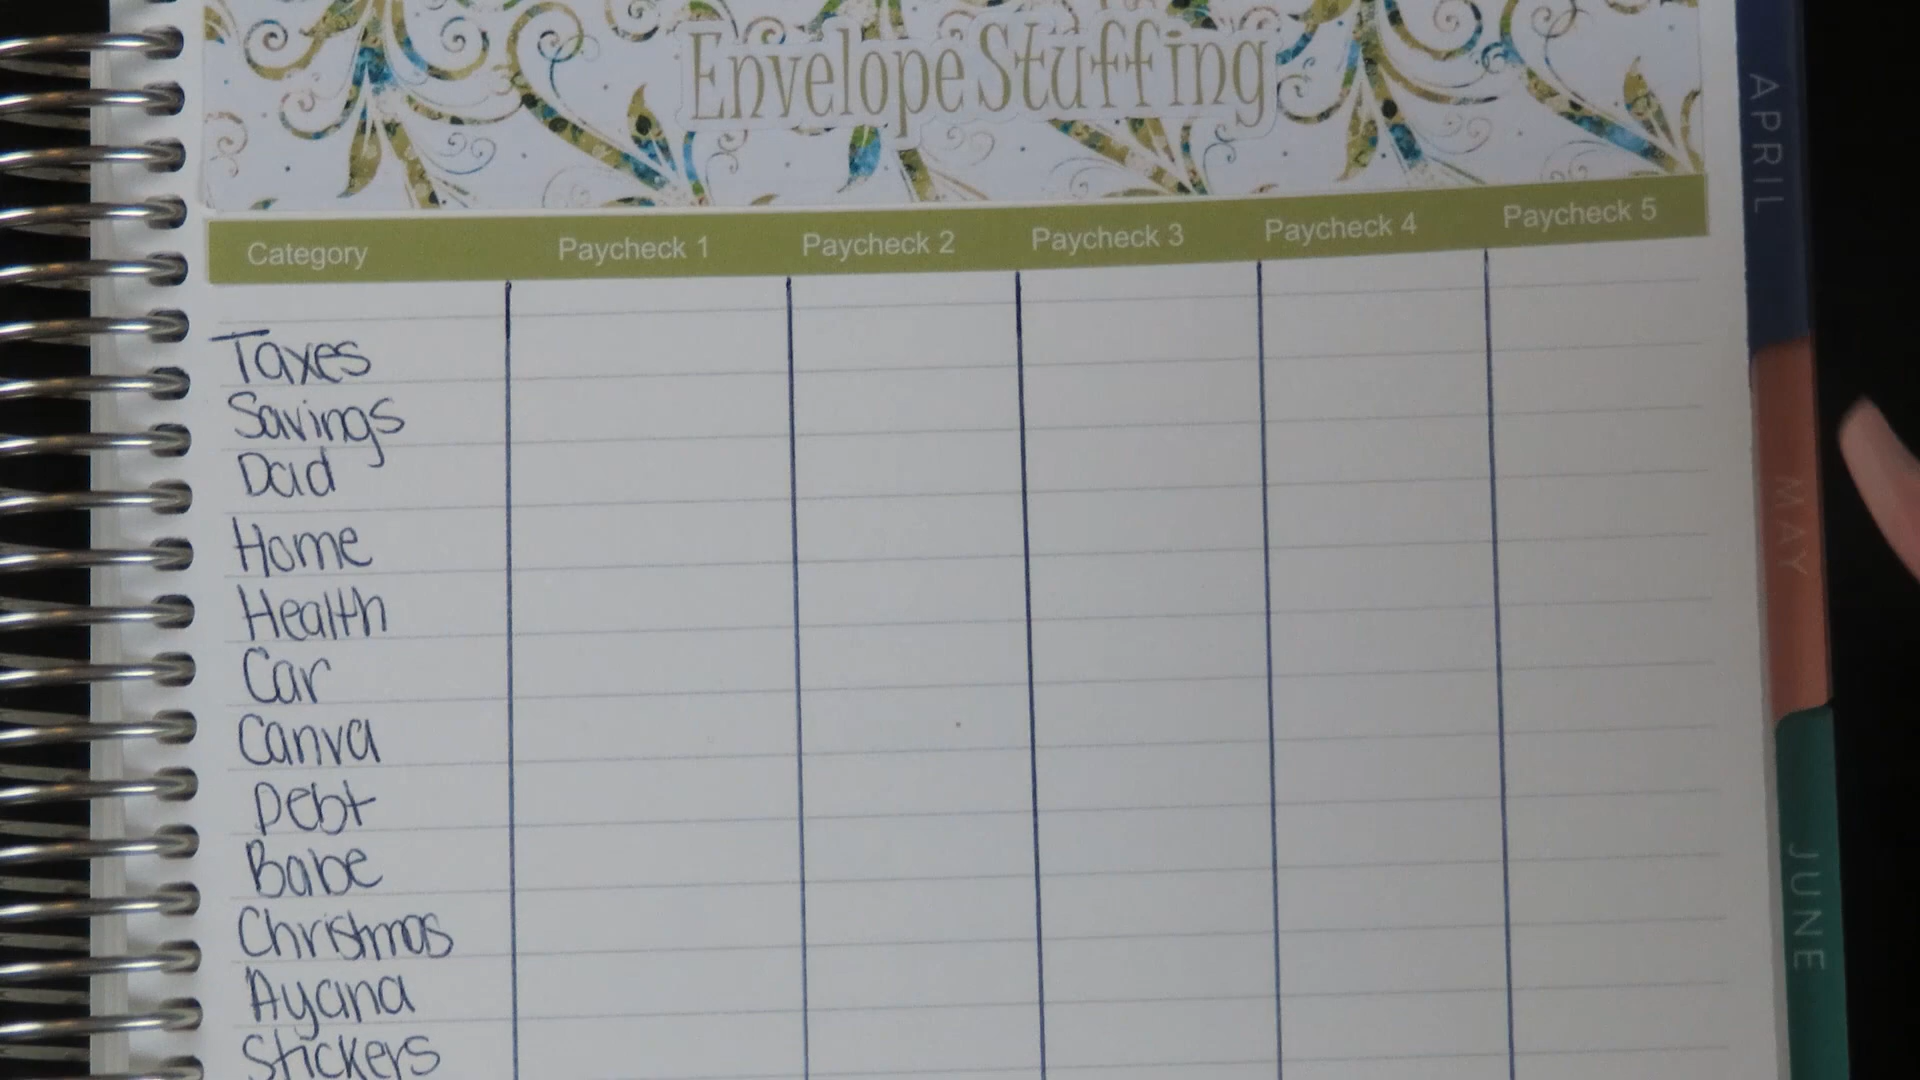 Envelope Stuffing
Category Paycheck 1 Paycheck 2 Paycheck 3 Paycheck 4 Paycheck 5
Taxes
Savings
Dad
Home
Health
Car
Canva
Debt
Babe
Christmas
Ayana
Stickers
APRIL
MAY
JUNE